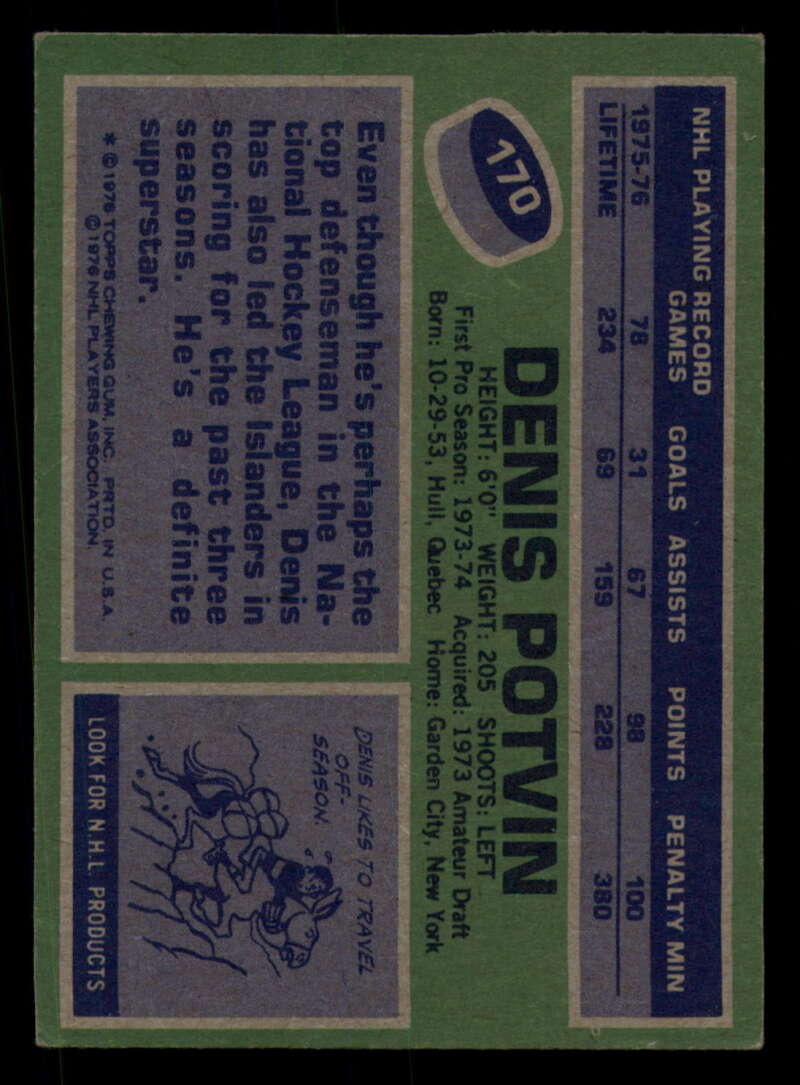 170
DENIS POTVIN
HEIGHT: 6'0" WEIGHT: 205 SHOOTS: LEFT
First Pro Season: 1973-74 Acquired: 1973 Amateur Draft
Born: 10-29-53, Hull, Quebec Home: Garden City, New York
NHL PLAYING RECORD
GAMES GOALS ASSISTS POINTS PENALTY MIN
1975-76 78 31 67 98 100
LIFETIME 234 69 159 228 380
Even though he's perhaps the
top defenseman in the Na-
tional Hockey League, Denis
has also led the Islanders in
scoring for the past three
seasons. He's a definite
superstar.
* © 1976 TOPPS CHEWING GUM, INC. PRTD. IN U.S.A.
© 1976 NHL PLAYERS ASSOCIATION.
DENIS LIKES TO TRAVEL
OFF-
SEASON.
LOOK FOR N.H.L. PRODUCTS